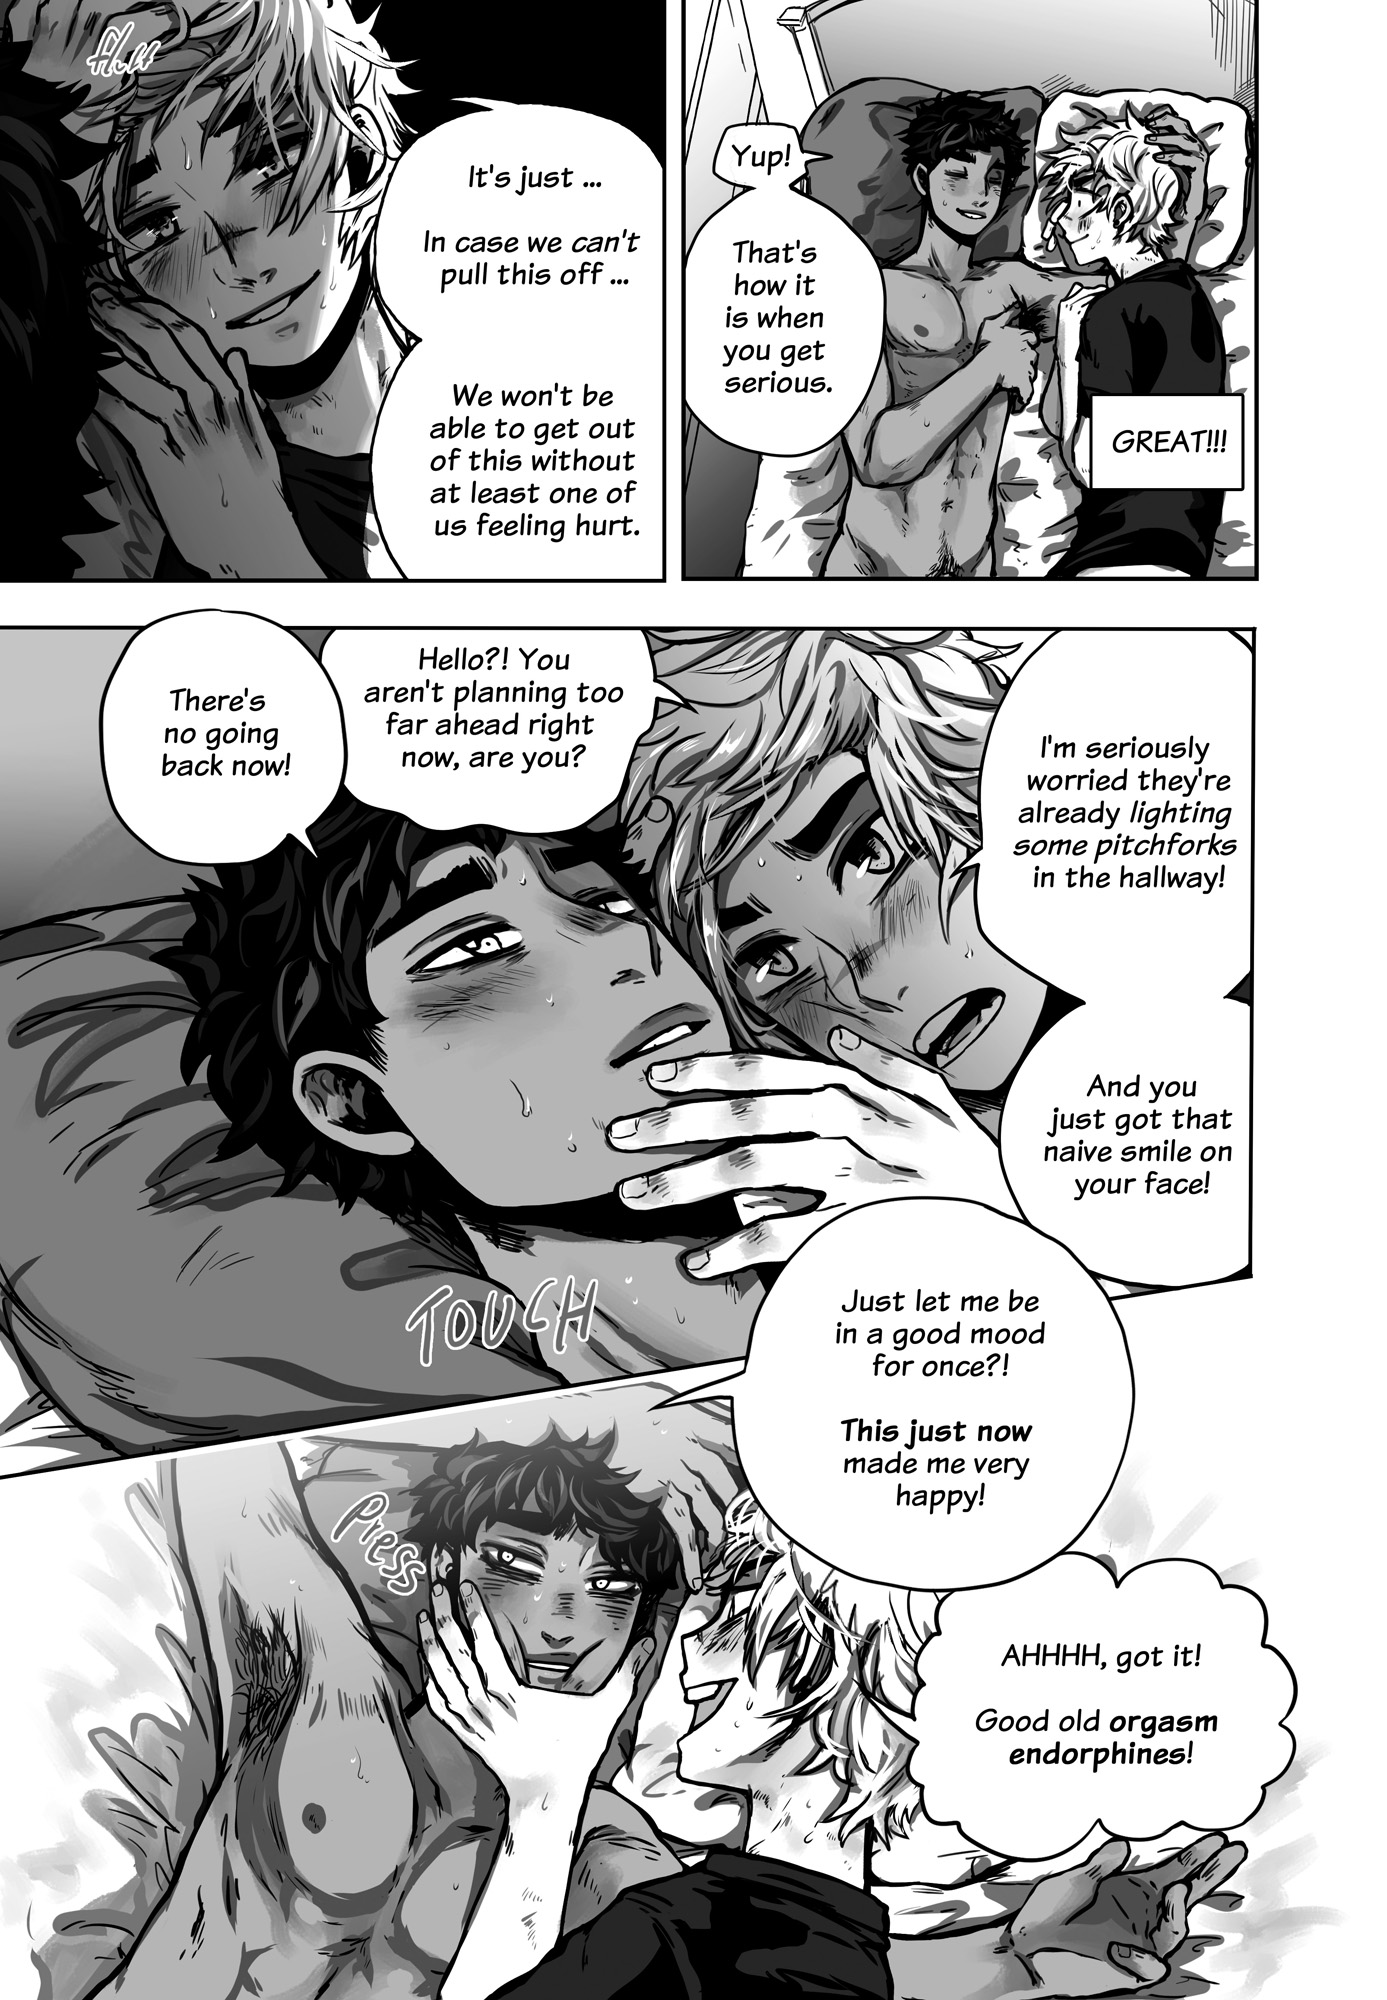 fluff
It's just ...
In case we can't
pull this off ...
We won't be
able to get out
of this without
at least one of
us feeling hurt.
Yup!
That's
how it
is when
you get
serious.
GREAT!!!
There's
no going
back now!
Hello?! You
aren't planning too
far ahead right
now, are you?
I'm seriously
worried they're
already lighting
some pitchforks
in the hallway!
And you
just got that
naive smile on
your face!
TOUCH
Just let me be
in a good mood
for once?!
This just now
made me very
happy!
Press
AHHHH, got it!
Good old orgasm
endorphines!